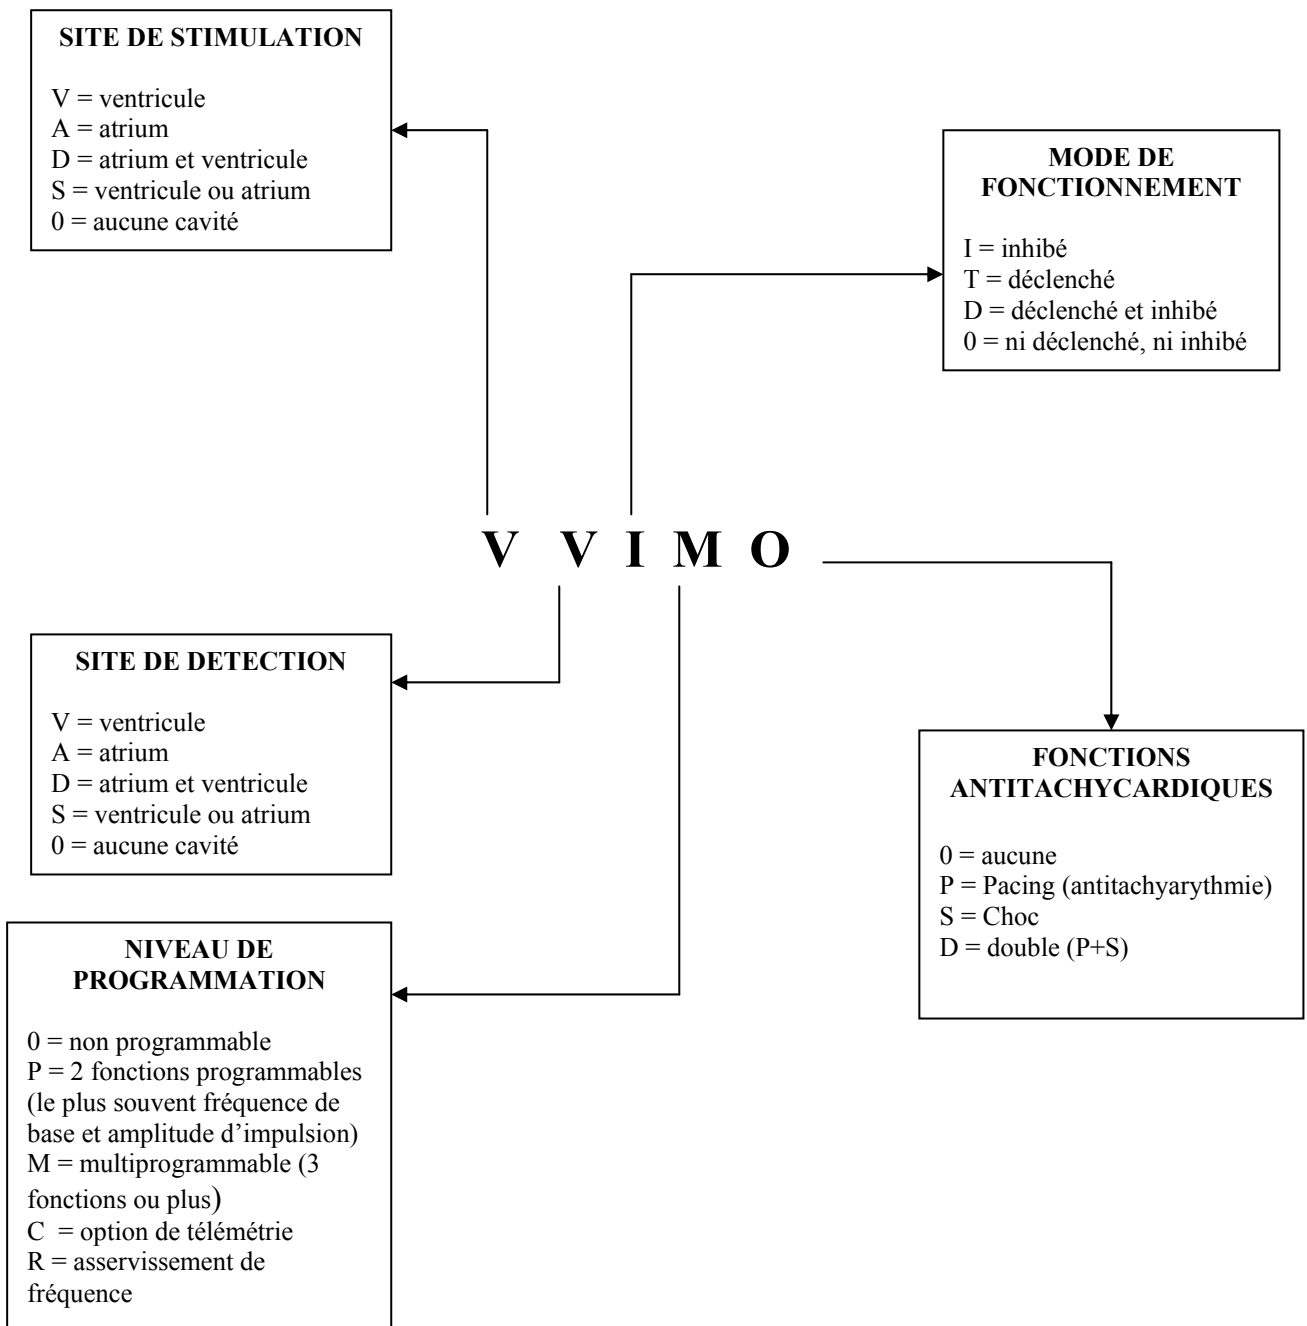 SITE DE STIMULATION
V = ventricule
A = atrium
D = atrium et ventricule
S = ventricule ou atrium
0 = aucune cavité
MODE DE
FONCTIONNEMENT
I = inhibé
T = déclenché
D = déclenché et inhibé
0 = ni déclenché, ni inhibé
V V I M O
SITE DE DETECTION
V = ventricule
A = atrium
D = atrium et ventricule
S = ventricule ou atrium
0 = aucune cavité
FONCTIONS
ANTITACHYCARDIQUES
0 = aucune
P = Pacing (antitachyarythmie)
S = Choc
D = double (P+S)
NIVEAU DE
PROGRAMMATION
0 = non programmable
P = 2 fonctions programmables
(le plus souvent fréquence de
base et amplitude d’impulsion)
M = multiprogrammable (3
fonctions ou plus)
C = option de télémétrie
R = asservissement de
fréquence